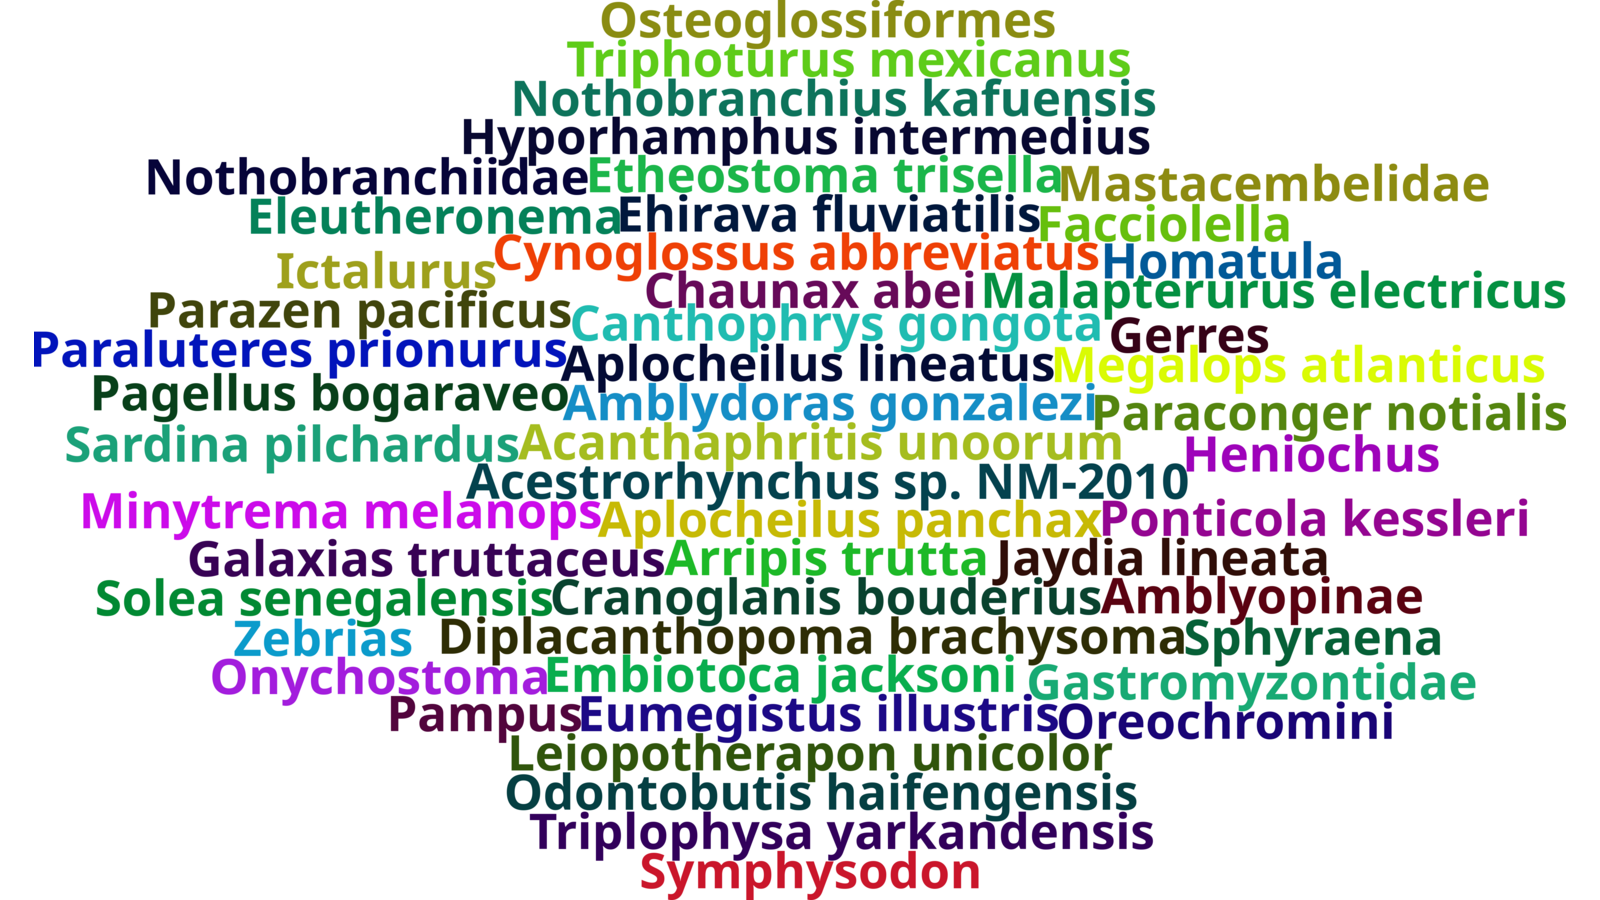 Osteoglossiformes
Triphoturus mexicanus
Nothobranchius kafuensis
Hyporhamphus intermedius
Nothobranchiidae Etheostoma trisella Mastacembelidae
Eleutheronema Ehirava fluviatilis Facciolella
Ictalurus Cynoglossus abbreviatus Homatula
Parazen pacificus Chaunax abei Malapterurus electricus
Canthophrys gongota Gerres
Paraluteres prionurus Aplocheilus lineatus Megalops atlanticus
Pagellus bogaraveo Amblydoras gonzalezi Paraconger notialis
Sardina pilchardus Acanthaphritis unoorum Heniochus
Acestrorhynchus sp. NM-2010
Minytrema melanops Aplocheilus panchax Ponticola kessleri
Galaxias truttaceus Arripis trutta Jaydia lineata
Solea senegalensis Cranoglanis bouderius Amblyopinae
Zebrias Diplacanthopoma brachysoma Sphyraena
Onychostoma Embiotoca jacksoni Gastromyzontidae
Pampus Eumegistus illustris Oreochromini
Leiopotherapon unicolor
Odontobutis haifengensis
Triplophysa yarkandensis
Symphysodon